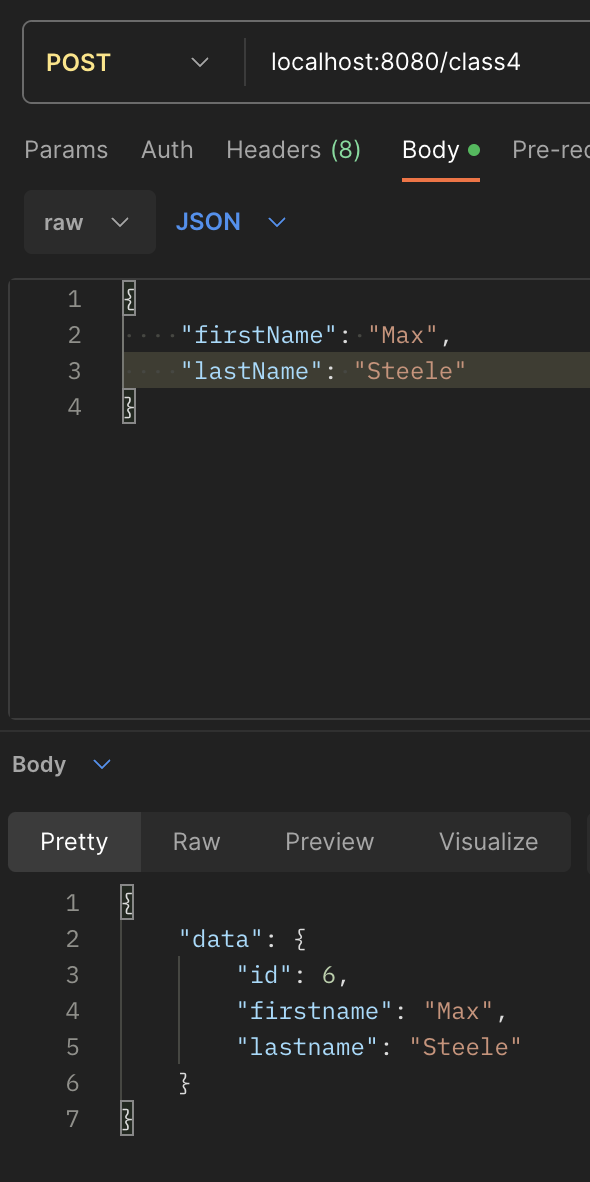 POST localhost:8080/class4
Params Auth Headers (8) Body Pre-rec
raw JSON
1 {
2 "firstName": "Max",
3 "lastName": "Steele"
4 }
Body
Pretty Raw Preview Visualize
1 {
2 "data": {
3 "id": 6,
4 "firstname": "Max",
5 "lastname": "Steele"
6 }
7 }